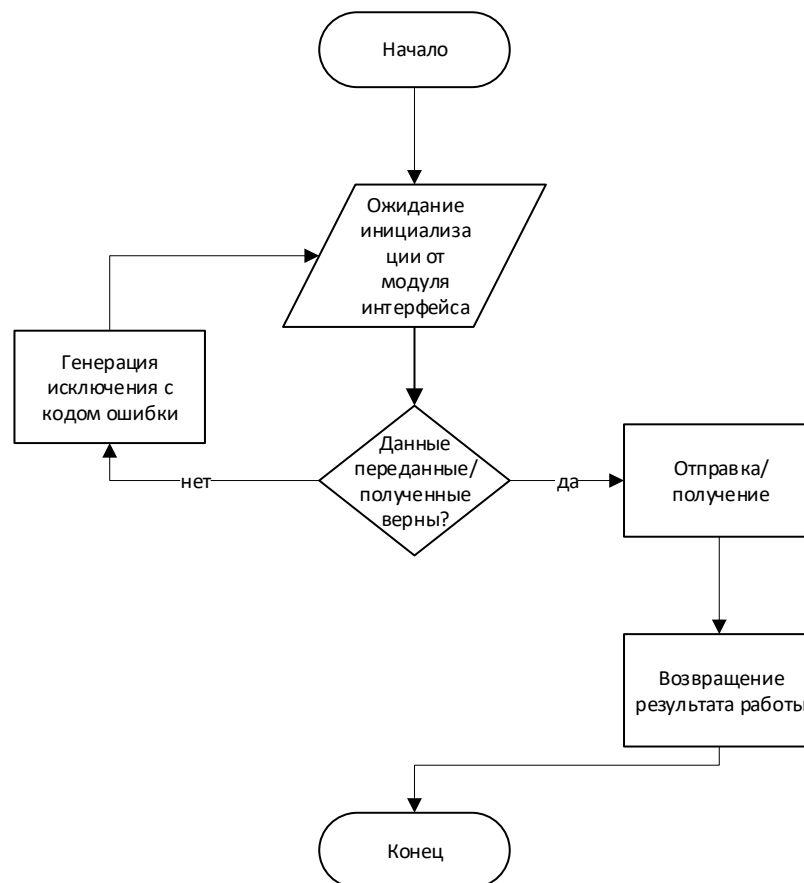 Начало
Ожидание
инициализа
ции от
модуля
интерфейса
Генерация
исключения с
кодом ошибки
Данные
переданные/
полученные
верны?
нет
да
Отправка/
получение
Возвращение
результата работы
Конец